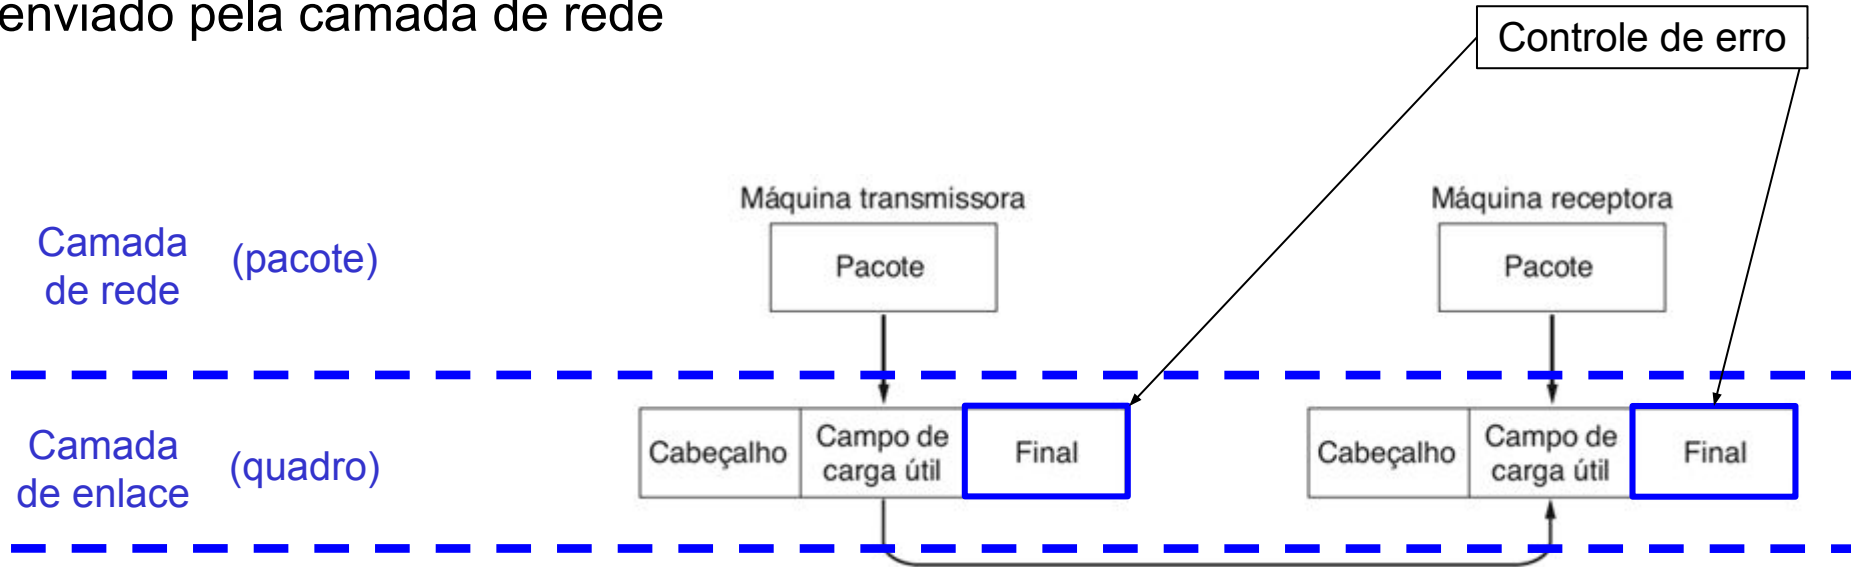 enviado pela camada de rede
Controle de erro
Máquina transmissora
Máquina receptora
Camada
de rede
(pacote)
Pacote
Pacote
Camada
de enlace
(quadro)
Cabeçalho
Campo de
carga útil
Final
Cabeçalho
Campo de
carga útil
Final